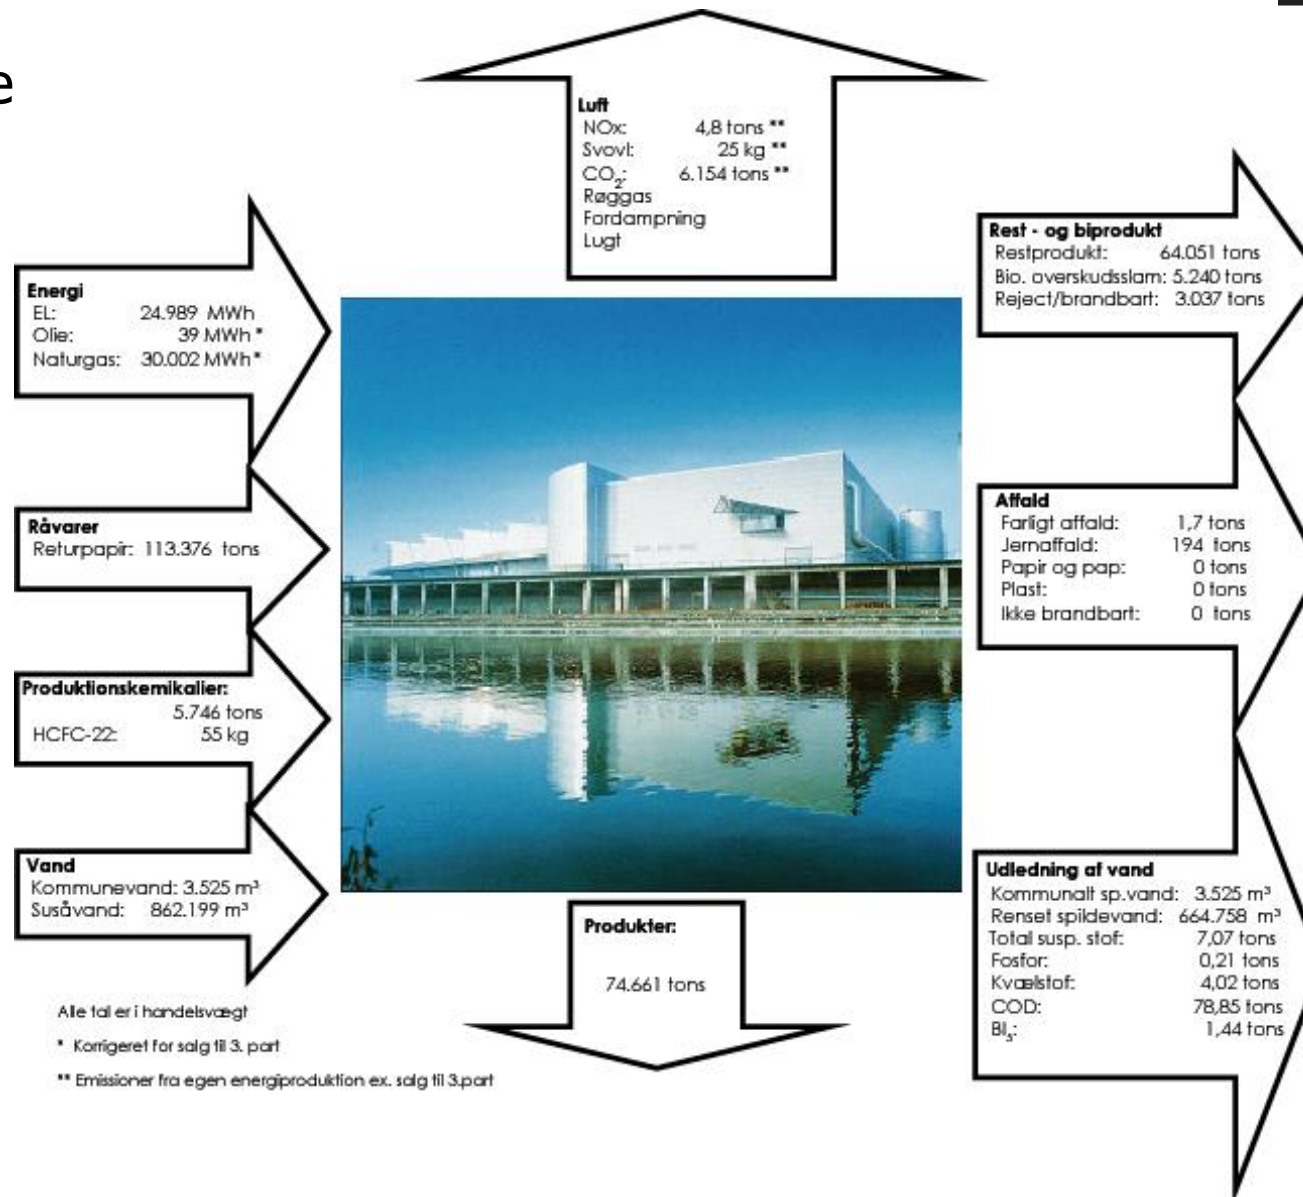 e
Luft
NOx: 4,8 tons **
Svovl: 25 kg **
CO₂: 6.154 tons **
Røggas
Fordampning
Lugt
Energi
EL: 24.989 MWh
Olie: 39 MWh *
Naturgas: 30.002 MWh *
Råvarer
Returpapir: 113.376 tons
Produktionskemikalier:
5.746 tons
HCFC-22: 55 kg
Vand
Kommunevand: 3.525 m³
Susåvand: 862.199 m³
Rest - og biprodukt
Restprodukt: 64.051 tons
Bio. overskudsslam: 5.240 tons
Reject/brandbart: 3.037 tons
Affald
Farligt affald: 1,7 tons
Jernaffald: 194 tons
Papir og pap: 0 tons
Plast: 0 tons
Ikke brandbart: 0 tons
Udledning af vand
Kommunalt sp.vand: 3.525 m³
Renset spildevand: 664.758 m³
Total susp. stof: 7,07 tons
Fosfor: 0,21 tons
Kvælstof: 4,02 tons
COD: 78,85 tons
BI₅: 1,44 tons
Produkter:
74.661 tons
Alle tal er i handelsvægt
* Korrigeret for salg til 3. part
** Emissioner fra egen energiproduktion ex. salg til 3.part